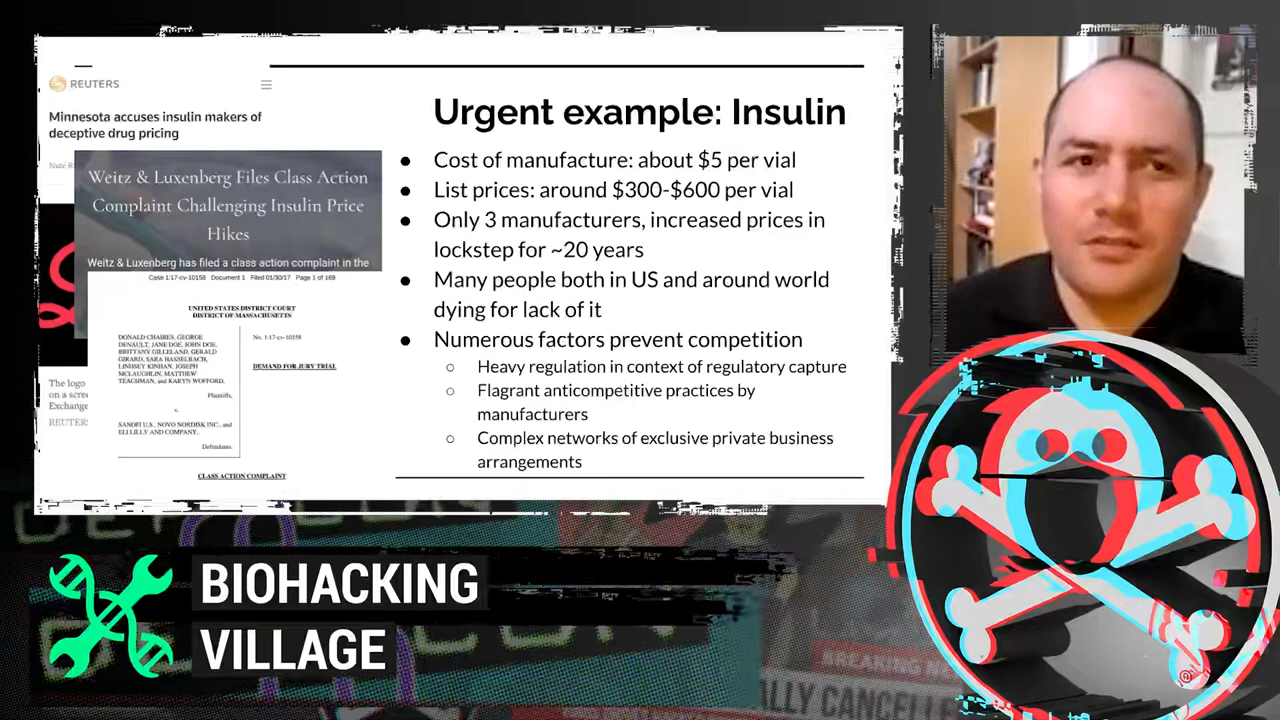 REUTERS
Minnesota accuses insulin makers of
deceptive drug pricing
Weitz & Luxenberg Files Class Action
Complaint Challenging Insulin Price
Hikes
Weitz & Luxenberg has filed a class action complaint in the
Case 1:17-cv-10158 Document 1 Filed 01/30/17 Page 1 of 169
UNITED STATES DISTRICT COURT
DISTRICT OF MASSACHUSETTS
DONALD CHAIRES, GEORGE
DENAULT, JANE DOE, JOHN DOE,
BRITTANY GILLELAND, GERALD
GIRARD, SARA HASSELBACH,
LINDSEY KINHAN, JOSEPH
MCLAUGHLIN, MATTHEW
TEACHMAN, and KARYN WOFFORD,
Plaintiffs,
v.
SANOFI U.S., NOVO NORDISK INC., and
ELI LILLY AND COMPANY,
Defendants.
No. 1:17-cv-10158
DEMAND FOR JURY TRIAL
CLASS ACTION COMPLAINT
The logo
on a scree
Exchange
REUTERS
Urgent example: Insulin
● Cost of manufacture: about $5 per vial
● List prices: around $300-$600 per vial
● Only 3 manufacturers, increased prices in
lockstep for ~20 years
● Many people both in US and around world
dying for lack of it
● Numerous factors prevent competition
○ Heavy regulation in context of regulatory capture
○ Flagrant anticompetitive practices by
manufacturers
○ Complex networks of exclusive private business
arrangements
BIOHACKING
VILLAGE
BREAKING NE
ALLY CANCELLE